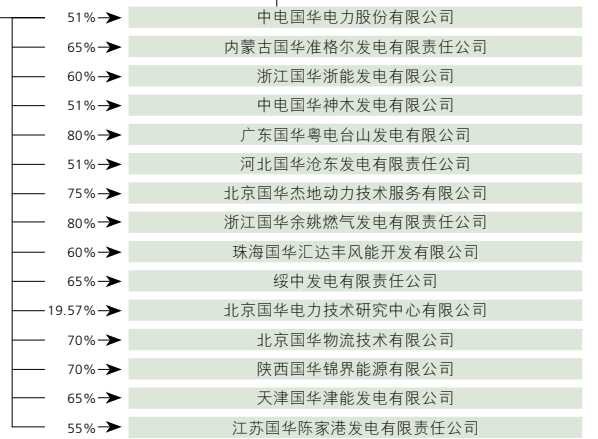 51% 中电国华电力股份有限公司
65% 内蒙古国华准格尔发电有限责任公司
60% 浙江国华浙能发电有限公司
51% 中电国华神木发电有限公司
80% 广东国华粤电台山发电有限公司
51% 河北国华沧东发电有限责任公司
75% 北京国华杰地动力技术服务有限公司
80% 浙江国华余姚燃气发电有限责任公司
60% 珠海国华汇达丰风能开发有限公司
65% 绥中发电有限责任公司
19.57% 北京国华电力技术研究中心有限公司
70% 北京国华物流技术有限公司
70% 陕西国华锦界能源有限公司
65% 天津国华津能发电有限公司
55% 江苏国华陈家港发电有限责任公司